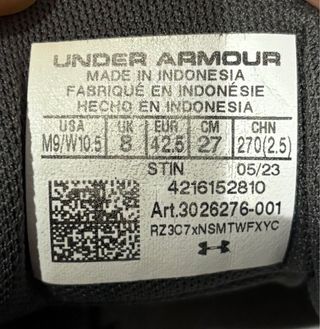 UNDER ARMOUR
MADE IN INDONESIA
FABRIQUÉ EN INDONÉSIE
HECHO EN INDONESIA
USA UK EUR CM CHN
M9/W10.5 8 42.5 27 270(2.5)
STIN 05/23
4216152810
Art.3026276-001
RZ3C7xNSMTWFXYC